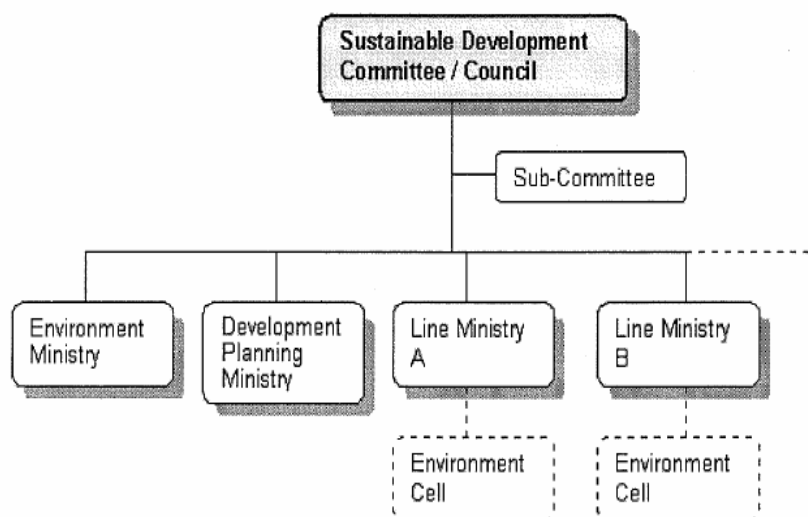 Sustainable Development
Committee / Council
Sub-Committee
Environment
Ministry
Development
Planning
Ministry
Line Ministry
A
Line Ministry
B
Environment
Cell
Environment
Cell